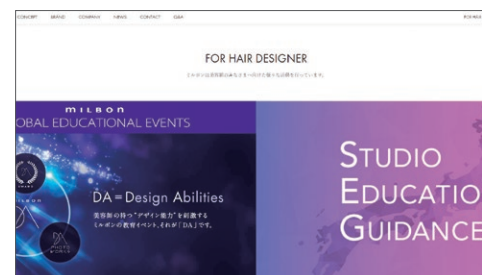 CONCEPT BRAND COMPANY NEWS CONTACT Q&A
FOR HAIR DESIGNER
MILBON
OBAL EDUCATIONAL EVENTS
DA=Design Abilities
美容師の持つ“デザイン能力”を刺激する
ミルボンの教育イベント、それが「DA」です。
STUDIO
EDUCATIO
GUIDANCE